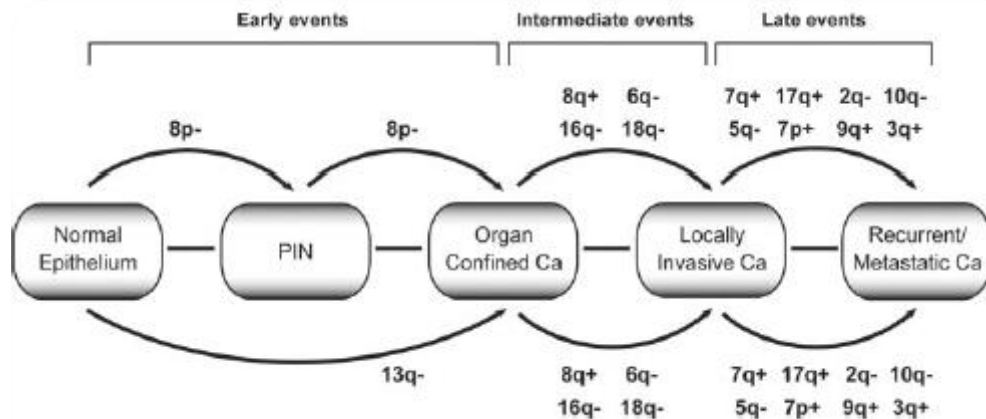 Early events Intermediate events Late events
8q+ 6q- 7q+ 17q+ 2q- 10q-
8p- 8p- 16q- 18q- 5q- 7p+ 9q+ 3q+
Normal Organ Locally Recurrent/
Epithelium PIN Confined Ca Invasive Ca Metastatic Ca
13q- 8q+ 6q- 7q+ 17q+ 2q- 10q-
16q- 18q- 5q- 7p+ 9q+ 3q+